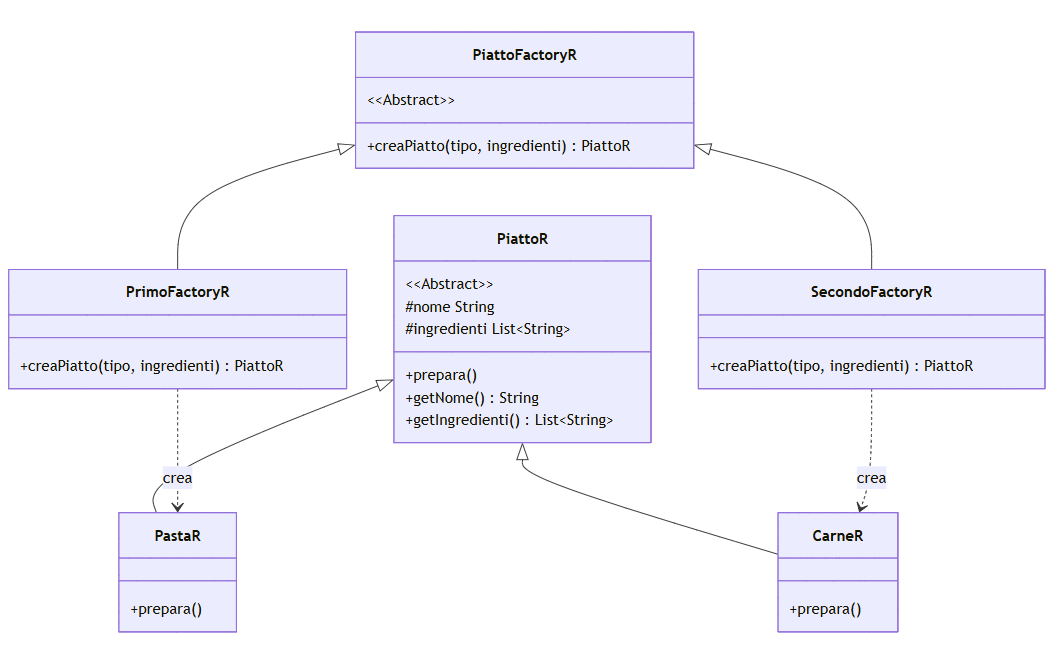 PiattoFactoryR
<<Abstract>>
+creaPiatto(tipo, ingredienti) : PiattoR
PiattoR
<<Abstract>>
#nome String
#ingredienti List<String>
+prepara()
+getNome() : String
+getIngredienti() : List<String>
PrimoFactoryR
+creaPiatto(tipo, ingredienti) : PiattoR
SecondoFactoryR
+creaPiatto(tipo, ingredienti) : PiattoR
crea
crea
PastaR
+prepara()
CarneR
+prepara()